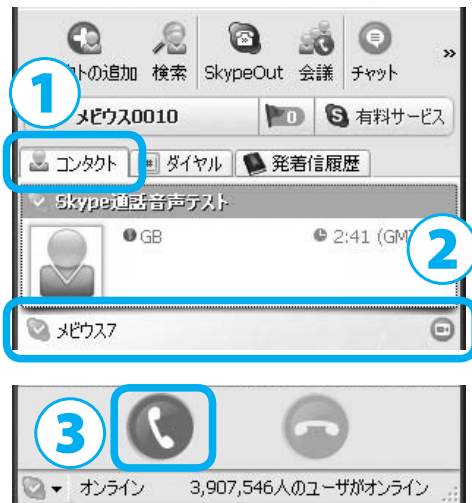 トの追加 検索 SkypeOut 会議 チャット »
1
メビウス0010 0 有料サービス
コンタクト ダイヤル 発着信履歴
Skype通話音声テスト
GB 2:41 (GM
2
メビウス7
3
オンライン 3,907,546人のユーザがオンライン